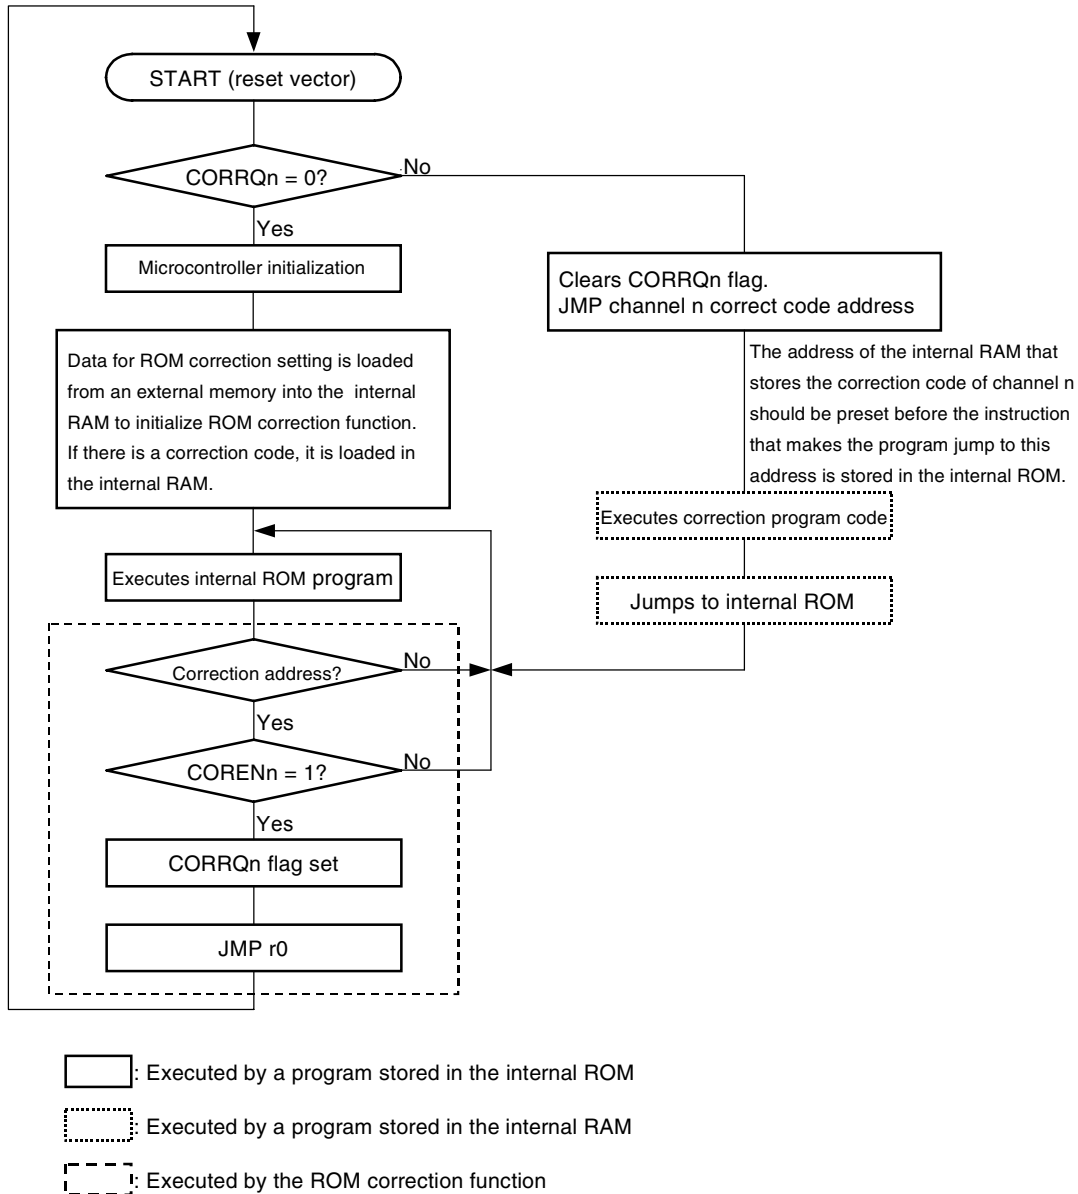 START (reset vector)
CORRQn = 0?
No
Yes
Microcontroller initialization
Clears CORRQn flag.
JMP channel n correct code address
Data for ROM correction setting is loaded
from an external memory into the internal
RAM to initialize ROM correction function.
If there is a correction code, it is loaded in
the internal RAM.
The address of the internal RAM that
stores the correction code of channel n
should be preset before the instruction
that makes the program jump to this
address is stored in the internal ROM.
Executes correction program code
Executes internal ROM program
Jumps to internal ROM
Correction address?
No
Yes
CORENn = 1?
No
Yes
CORRQn flag set
JMP r0
: Executed by a program stored in the internal ROM
: Executed by a program stored in the internal RAM
: Executed by the ROM correction function